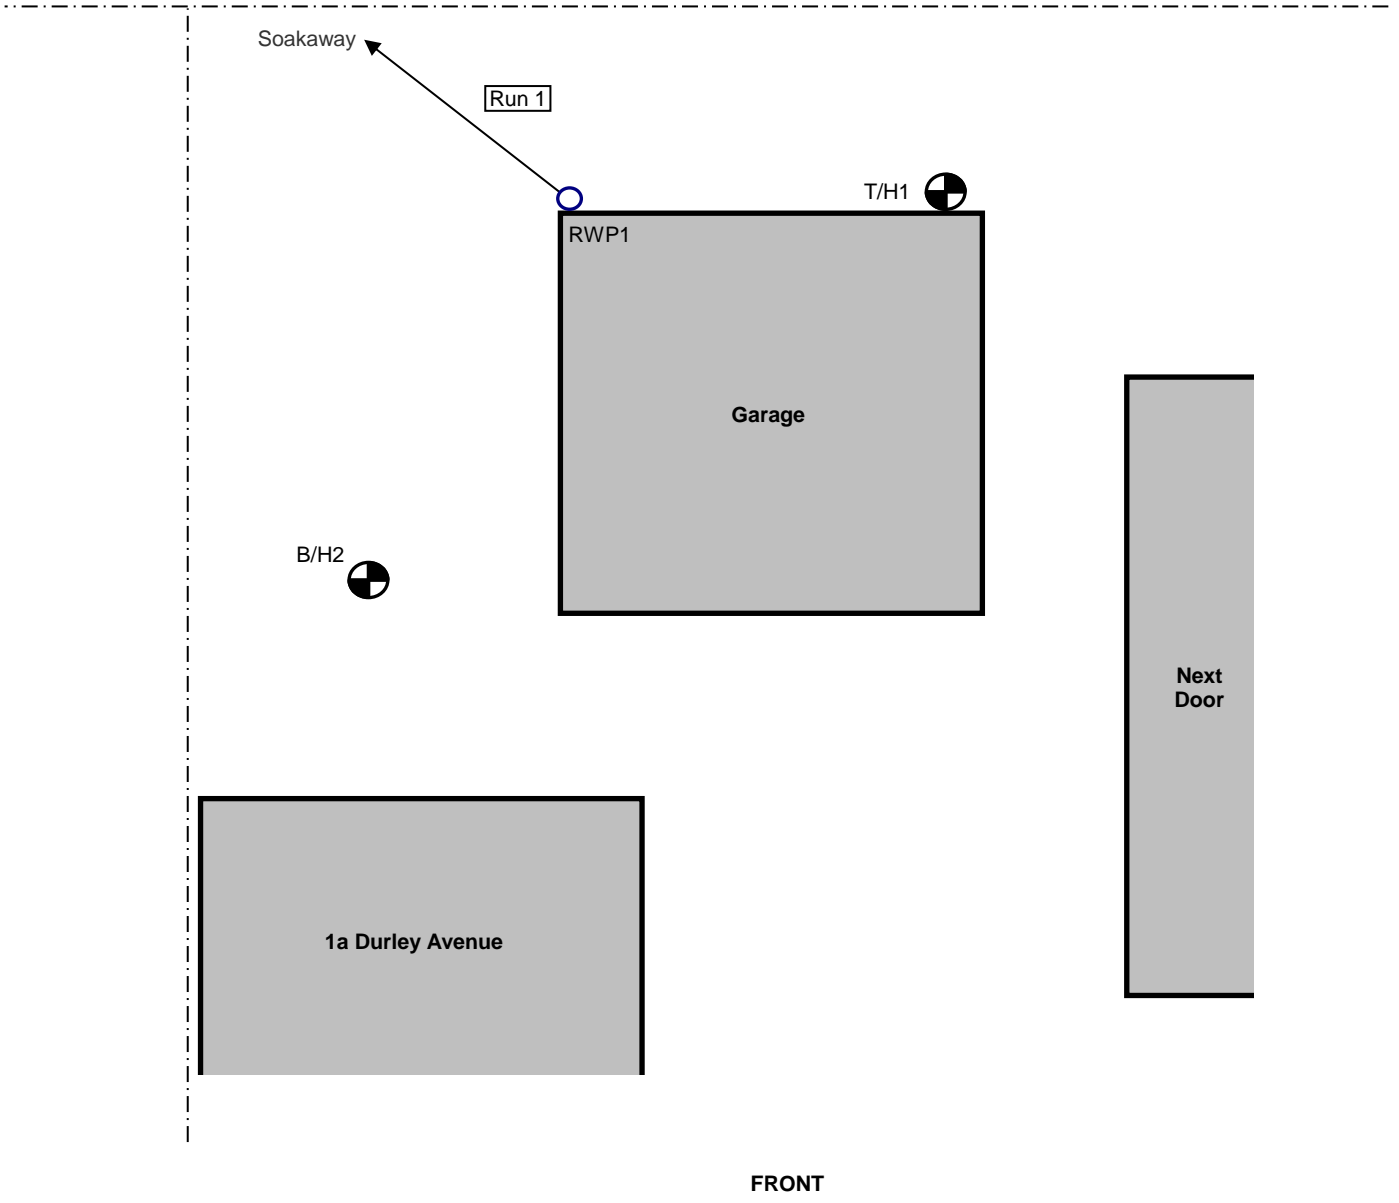 Soakaway
Run 1
T/H1
RWP1
Garage
B/H2
Next
Door
1a Durley Avenue
FRONT